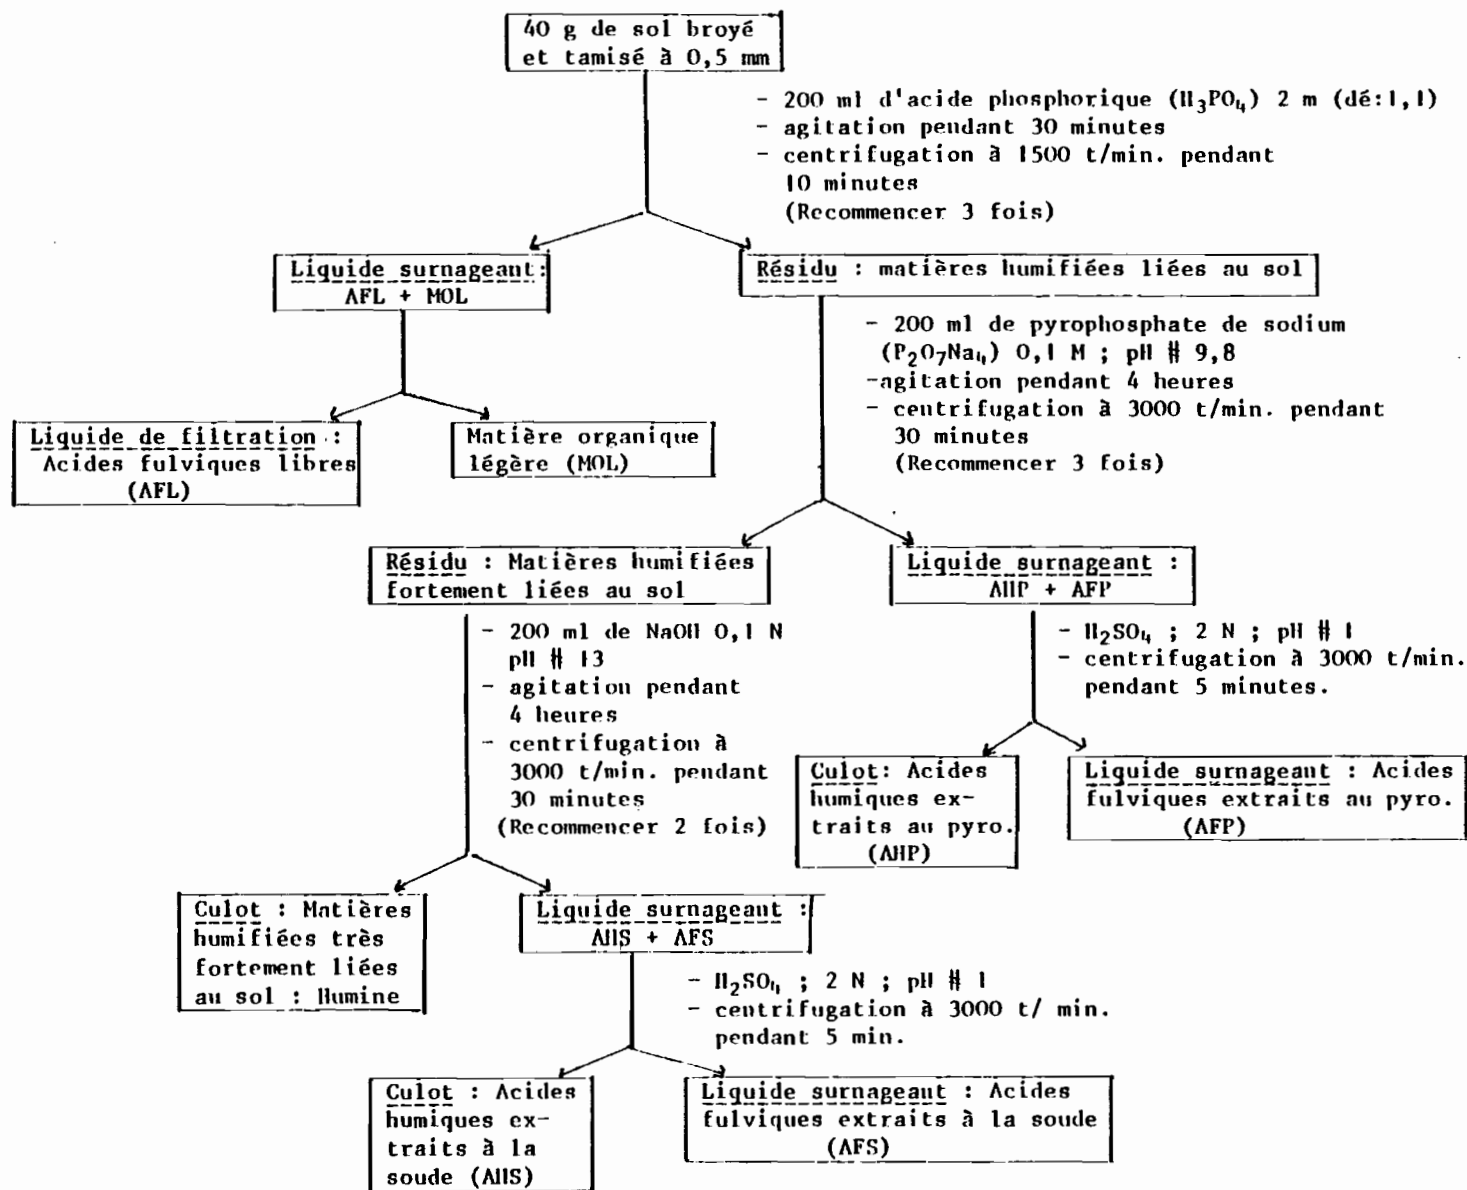 40 g de sol broyé
et tamisé à 0,5 mm
- 200 ml d'acide phosphorique (H₃PO₄) 2 m (dé:1,1)
- agitation pendant 30 minutes
- centrifugation à 1500 t/min. pendant
10 minutes
(Recommencer 3 fois)
Liquide surnageant:
AFL + MOL
Résidu : matières humifiées liées au sol
- 200 ml de pyrophosphate de sodium
(P₂O₇Na₄) 0,1 M ; pH # 9,8
-agitation pendant 4 heures
- centrifugation à 3000 t/min. pendant
30 minutes
(Recommencer 3 fois)
Liquide de filtration :
Acides fulviques libres
(AFL)
Matière organique
légère (MOL)
Résidu : Matières humifiées
fortement liées au sol
Liquide surnageant :
AHP + AFP
- 200 ml de NaOH 0,1 N
pH # 13
- agitation pendant
4 heures
- centrifugation à
3000 t/min. pendant
30 minutes
(Recommencer 2 fois)
- H₂SO₄ ; 2 N ; pH # 1
- centrifugation à 3000 t/min.
pendant 5 minutes.
Culot: Acides
humiques ex-
traits au pyro.
(AHP)
Liquide surnageant : Acides
fulviques extraits au pyro.
(AFP)
Culot : Matières
humifiées très
fortement liées
au sol : Humine
Liquide surnageant :
AHS + AFS
- H₂SO₄ ; 2 N ; pH # 1
- centrifugation à 3000 t/ min.
pendant 5 min.
Culot : Acides
humiques ex-
traits à la
soude (AHS)
Liquide surnageant : Acides
fulviques extraits à la soude
(AFS)